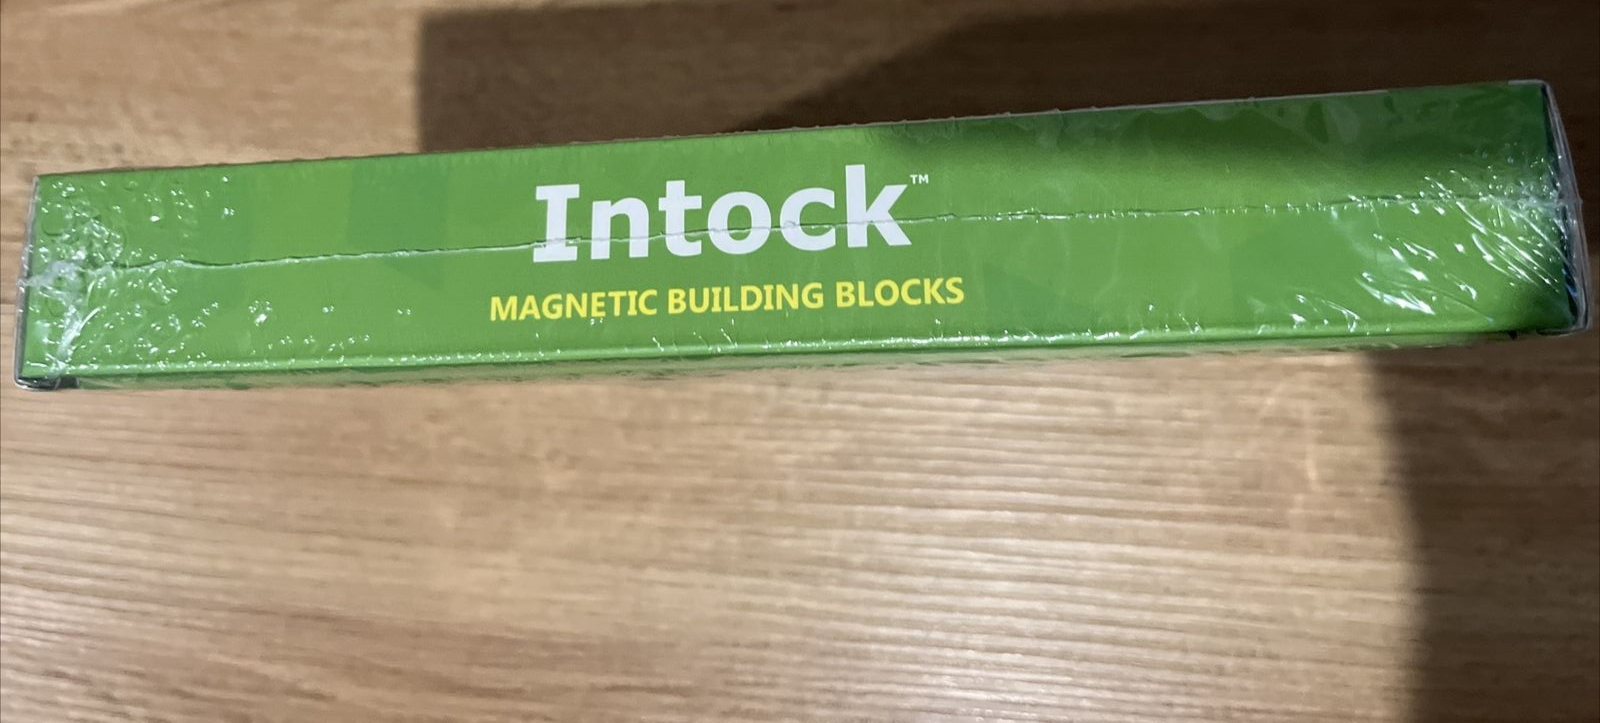 Intock™
MAGNETIC BUILDING BLOCKS